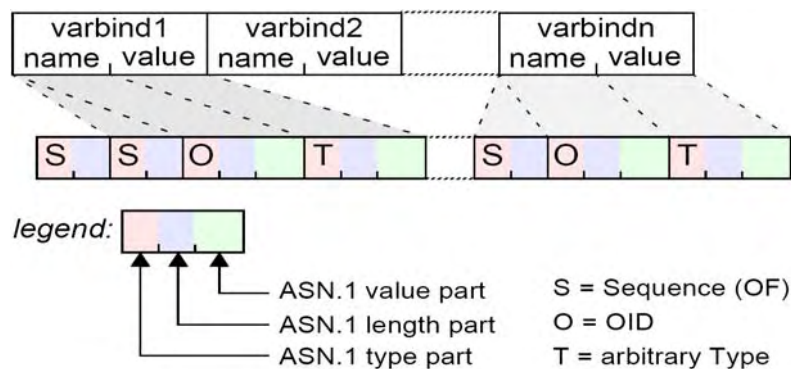 varbind1 varbind2 varbindn
name value name value name value
S S O T S O T
legend:
ASN.1 value part S = Sequence (OF)
ASN.1 length part O = OID
ASN.1 type part T = arbitrary Type